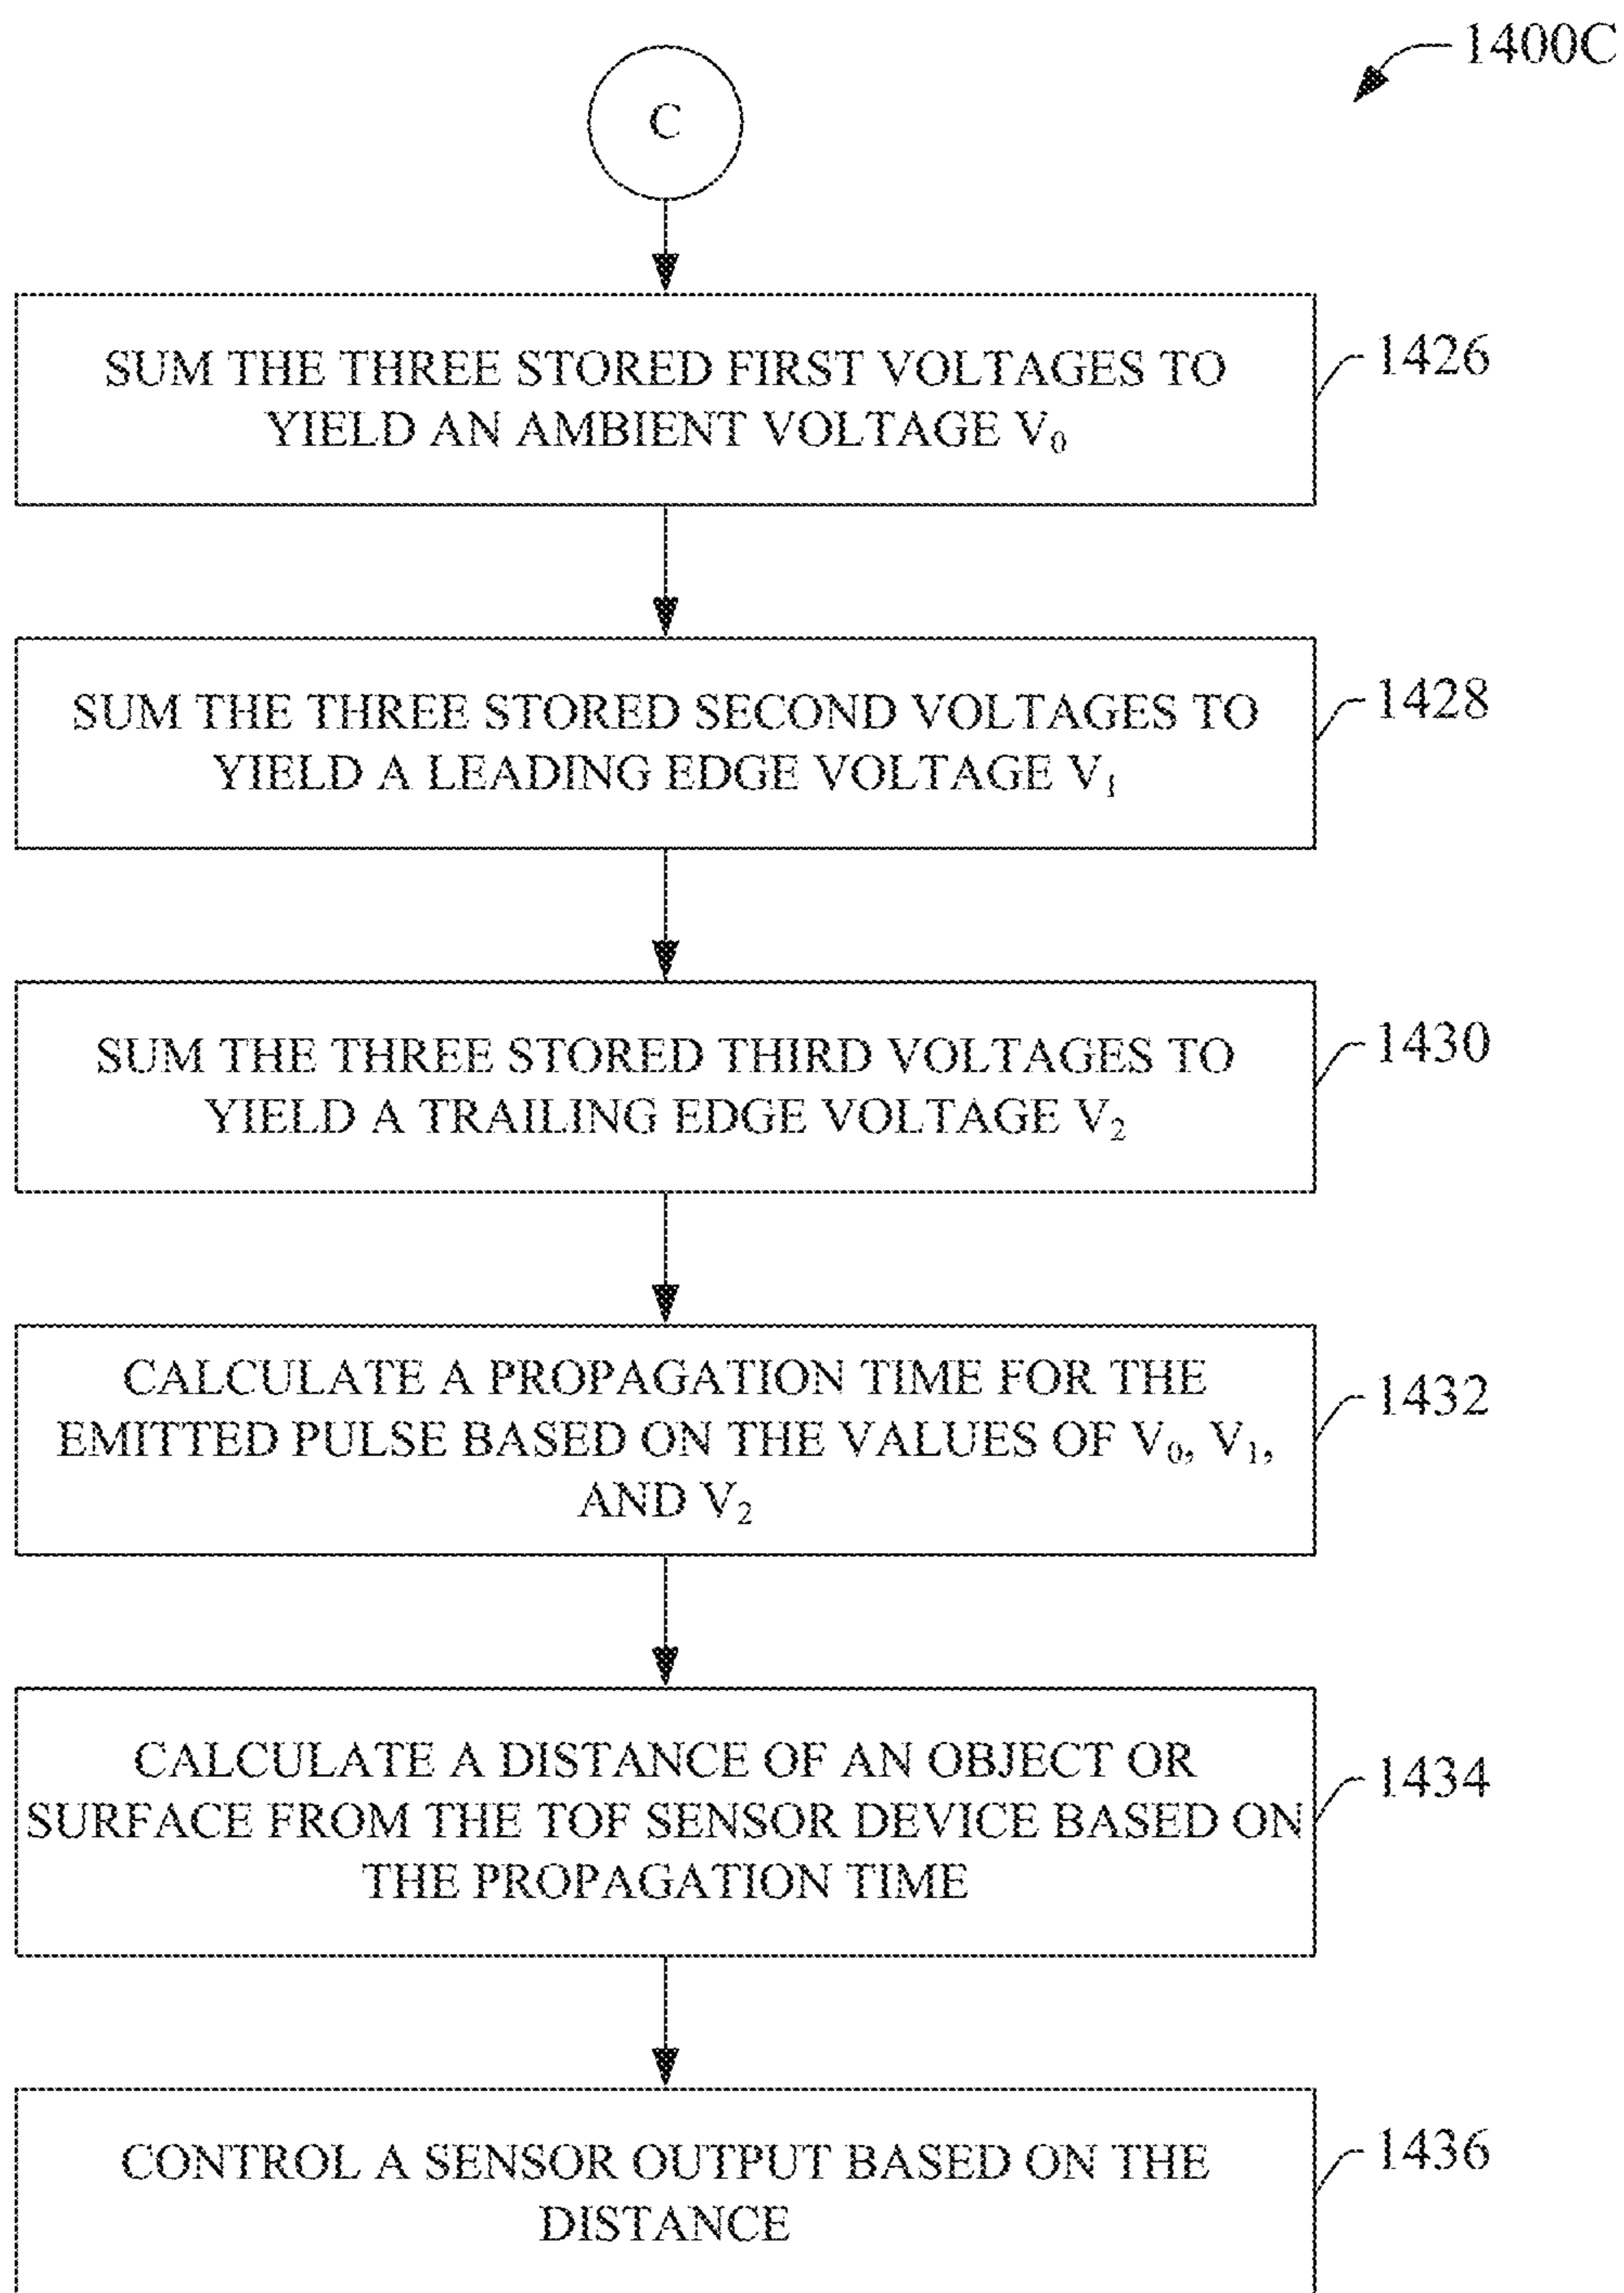 1400C
C
SUM THE THREE STORED FIRST VOLTAGES TO
YIELD AN AMBIENT VOLTAGE V₀
1426
SUM THE THREE STORED SECOND VOLTAGES TO
YIELD A LEADING EDGE VOLTAGE V₁
1428
SUM THE THREE STORED THIRD VOLTAGES TO
YIELD A TRAILING EDGE VOLTAGE V₂
1430
CALCULATE A PROPAGATION TIME FOR THE
EMITTED PULSE BASED ON THE VALUES OF V₀, V₁,
AND V₂
1432
CALCULATE A DISTANCE OF AN OBJECT OR
SURFACE FROM THE TOF SENSOR DEVICE BASED ON
THE PROPAGATION TIME
1434
CONTROL A SENSOR OUTPUT BASED ON THE
DISTANCE
1436